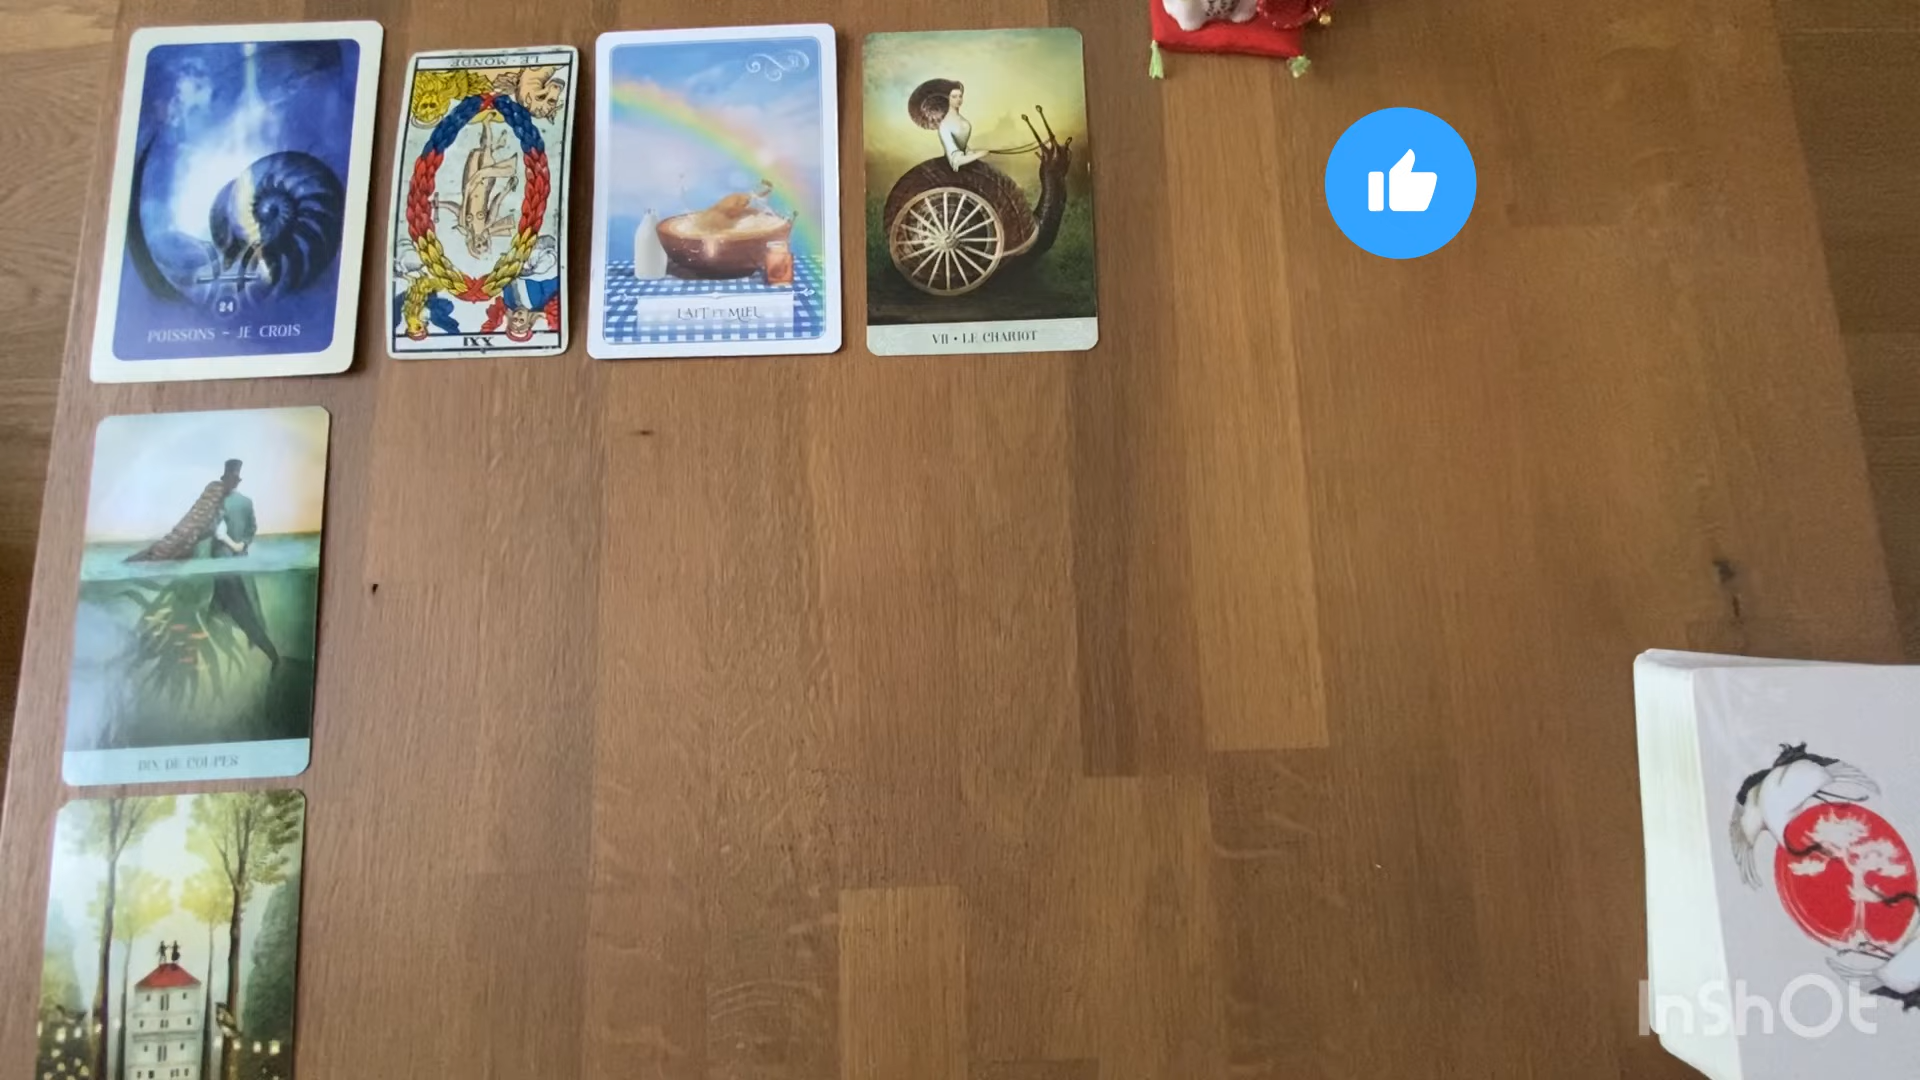 24
POISSONS ~ JE CROIS
LE · MONDE
XXI
LAIT ET MIEL
VII • LE CHARIOT
DIX DE COUPES
InShOt